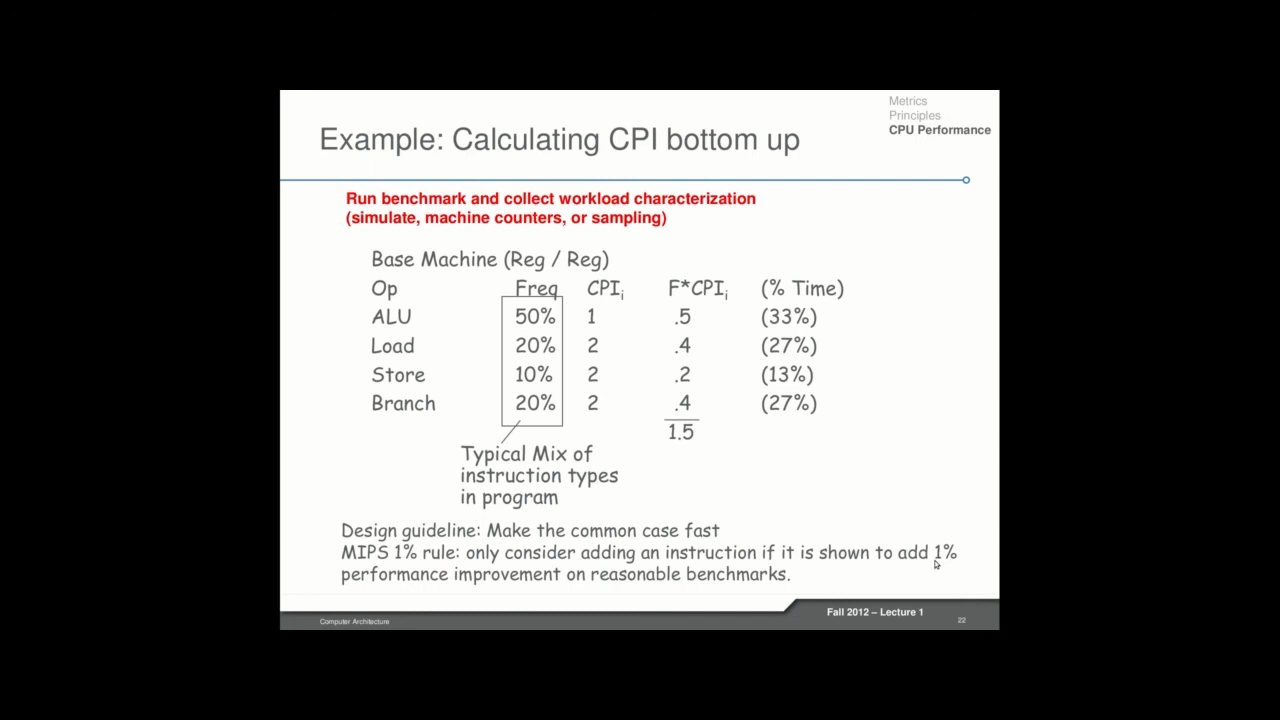 Metrics
Principles
CPU Performance
Example: Calculating CPI bottom up
Run benchmark and collect workload characterization
(simulate, machine counters, or sampling)
Base Machine (Reg / Reg)
Op Freq CPIi F*CPIi (% Time)
ALU 50% 1 .5 (33%)
Load 20% 2 .4 (27%)
Store 10% 2 .2 (13%)
Branch 20% 2 .4 (27%)
1.5
Typical Mix of
instruction types
in program
Design guideline: Make the common case fast
MIPS 1% rule: only consider adding an instruction if it is shown to add 1%
performance improvement on reasonable benchmarks.
Fall 2012 – Lecture 1
Computer Architecture 22